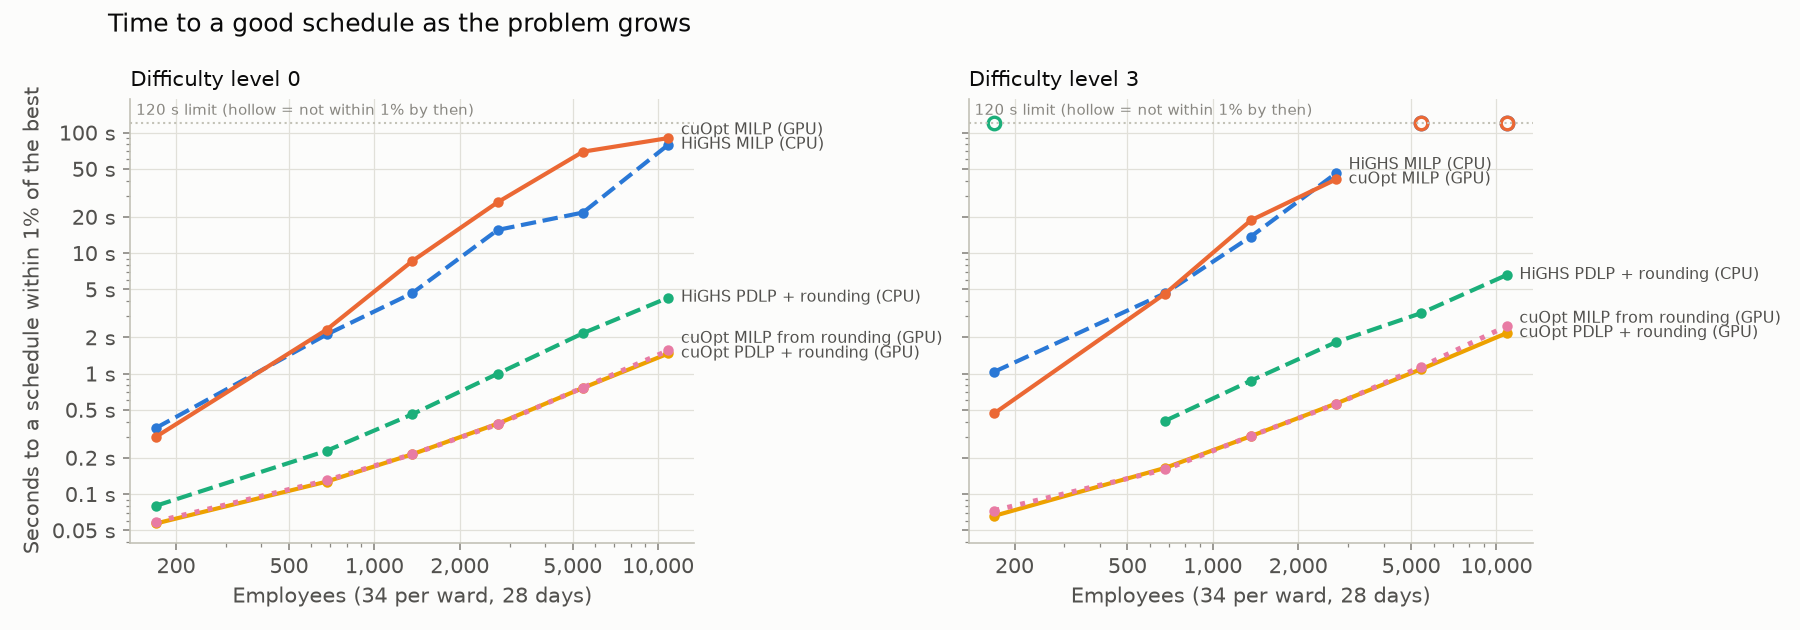 Time to a good schedule as the problem grows
Seconds to a schedule within 1% of the best
Difficulty level 0
120 s limit (hollow = not within 1% by then)
100 s
50 s
20 s
10 s
5 s
2 s
1 s
0.5 s
0.2 s
0.1 s
0.05 s
cuOpt MILP (GPU)
HiGHS MILP (CPU)
HiGHS PDLP + rounding (CPU)
cuOpt MILP from rounding (GPU)
cuOpt PDLP + rounding (GPU)
200 500 1,000 2,000 5,000 10,000
Employees (34 per ward, 28 days)
Difficulty level 3
120 s limit (hollow = not within 1% by then)
HiGHS MILP (CPU)
cuOpt MILP (GPU)
HiGHS PDLP + rounding (CPU)
cuOpt MILP from rounding (GPU)
cuOpt PDLP + rounding (GPU)
200 500 1,000 2,000 5,000 10,000
Employees (34 per ward, 28 days)